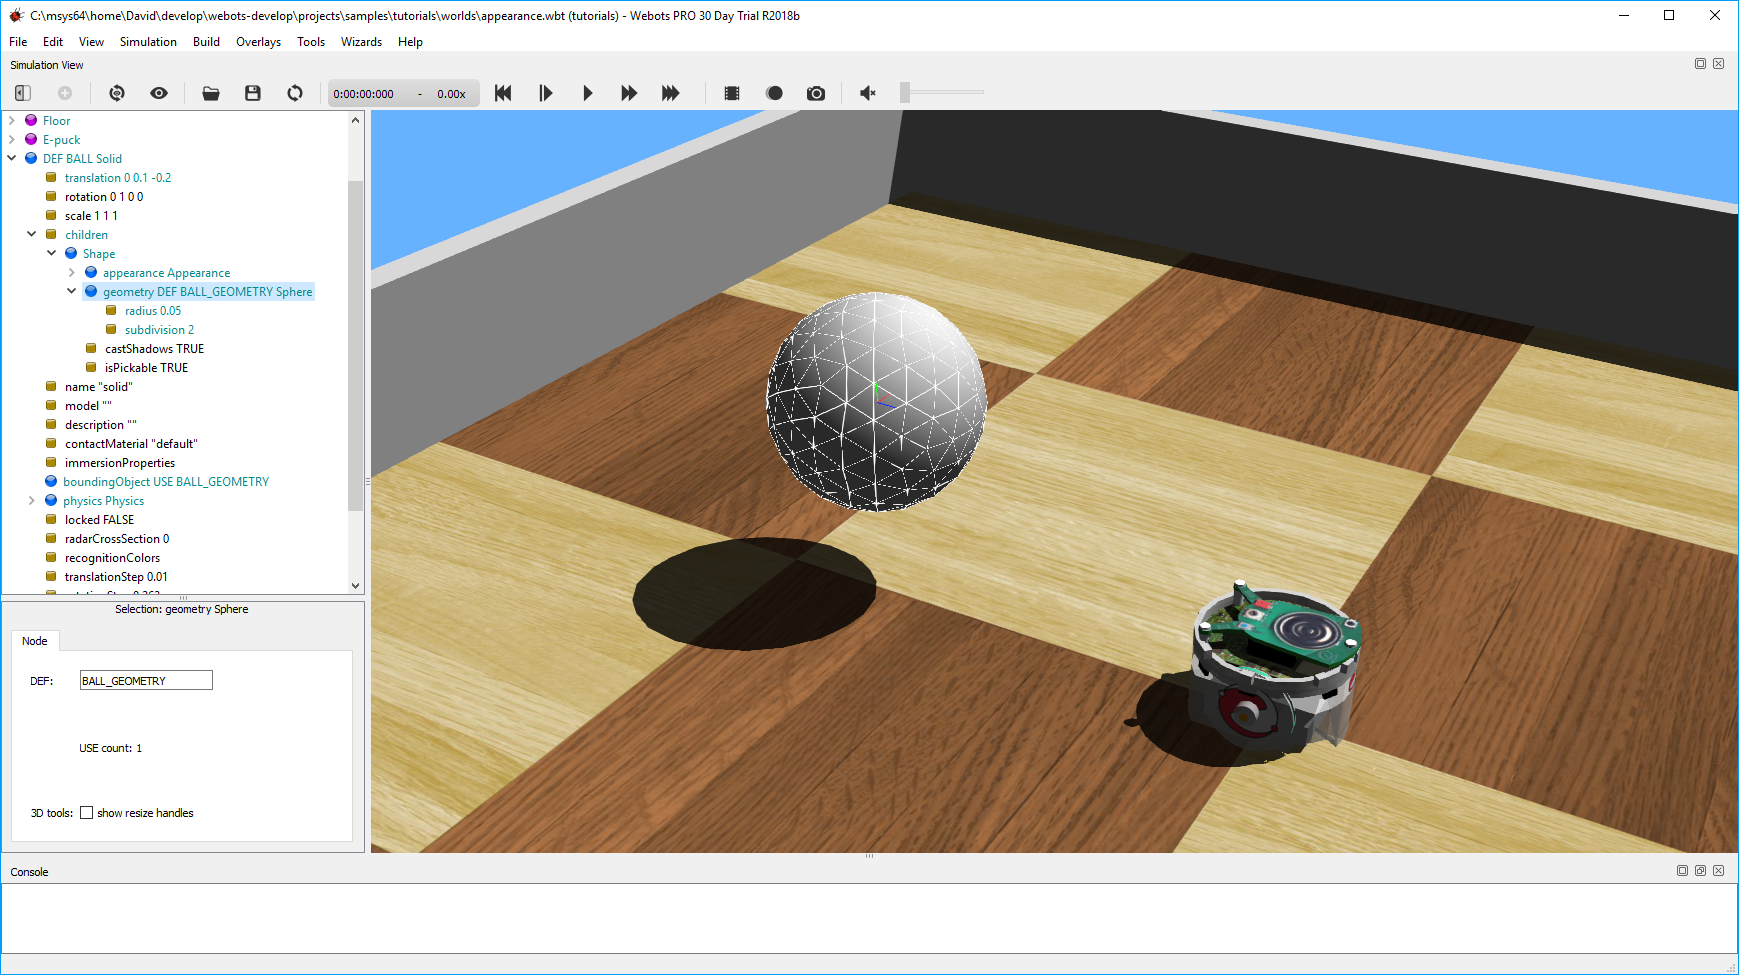 C:\msys64\home\David\develop\webots-develop\projects\samples\tutorials\worlds\appearance.wbt (tutorials) - Webots PRO 30 Day Trial R2018b
File Edit View Simulation Build Overlays Tools Wizards Help
Simulation View
0:00:00:000 - 0.00x
Floor
E-puck
DEF BALL Solid
translation 0 0.1 -0.2
rotation 0 1 0 0
scale 1 1 1
children
Shape
appearance Appearance
geometry DEF BALL_GEOMETRY Sphere
radius 0.05
subdivision 2
castShadows TRUE
isPickable TRUE
name "solid"
model ""
description ""
contactMaterial "default"
immersionProperties
boundingObject USE BALL_GEOMETRY
physics Physics
locked FALSE
radarCrossSection 0
recognitionColors
translationStep 0.01
Selection: geometry Sphere
Node
DEF: BALL_GEOMETRY
USE count: 1
3D tools: show resize handles
Console